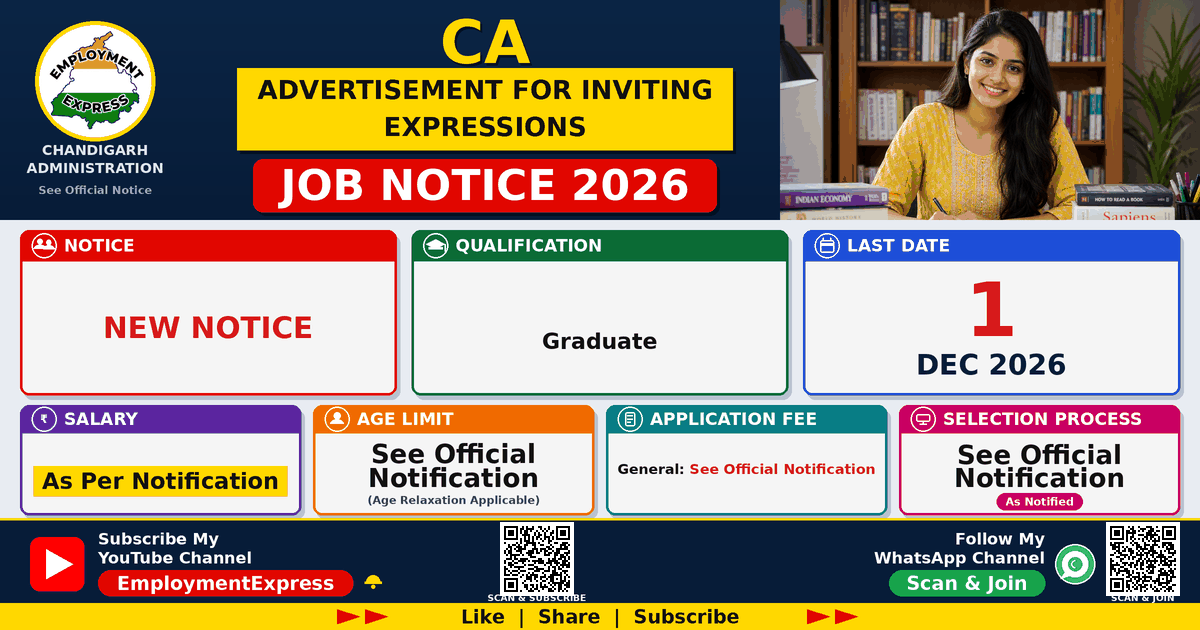 EMPLOYMENT
EXPRESS
CHANDIGARH
ADMINISTRATION
See Official Notice
CA
ADVERTISEMENT FOR INVITING
EXPRESSIONS
JOB NOTICE 2026
INDIAN ECONOMY
WORLD HISTORY
HOW TO READ A BOOK
Sapiens
NOTICE
NEW NOTICE
QUALIFICATION
Graduate
LAST DATE
1
DEC 2026
₹ SALARY
As Per Notification
AGE LIMIT
See Official
Notification
(Age Relaxation Applicable)
APPLICATION FEE
General: See Official Notification
SELECTION PROCESS
See Official
Notification
As Notified
Subscribe My
YouTube Channel
EmploymentExpress
SCAN & SUBSCRIBE
Follow My
WhatsApp Channel
Scan & Join
SCAN & JOIN
Like | Share | Subscribe